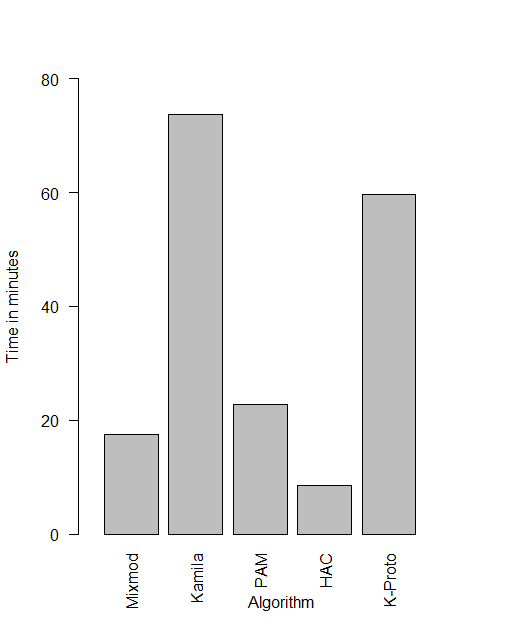 80
60
40
20
0
Time in minutes
Mixmod
Kamila
PAM
HAC
K-Proto
Algorithm